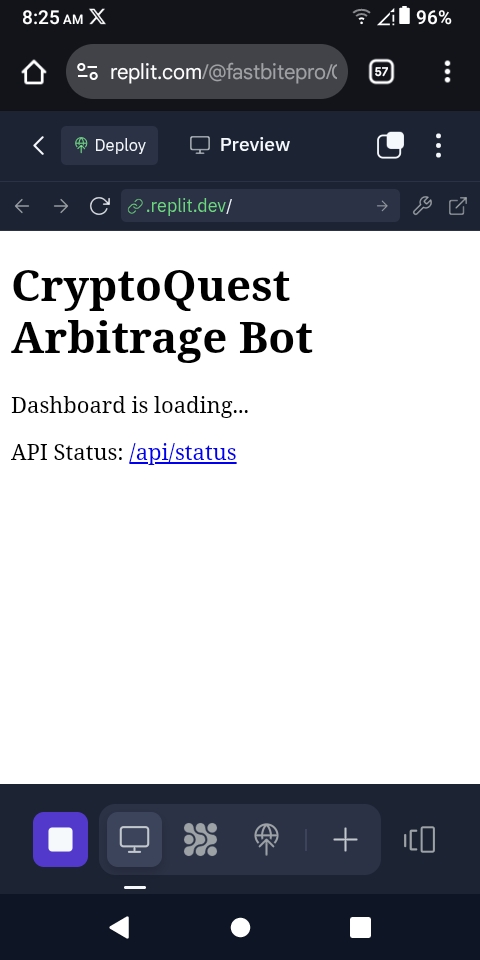 8:25 AM X 96%
replit.com/@fastbitepro/
57
Deploy
Preview
.replit.dev/
CryptoQuest
Arbitrage Bot
Dashboard is loading...
API Status: /api/status